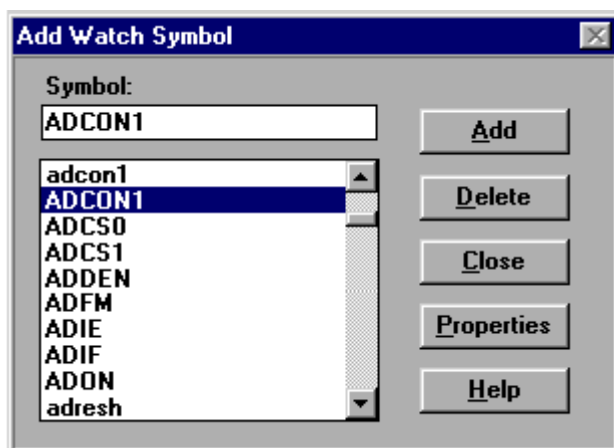 Add Watch Symbol
Symbol:
ADCON1
adcon1
ADCON1
ADCS0
ADCS1
ADDEN
ADFM
ADIE
ADIF
ADON
adresh
Add
Delete
Close
Properties
Help